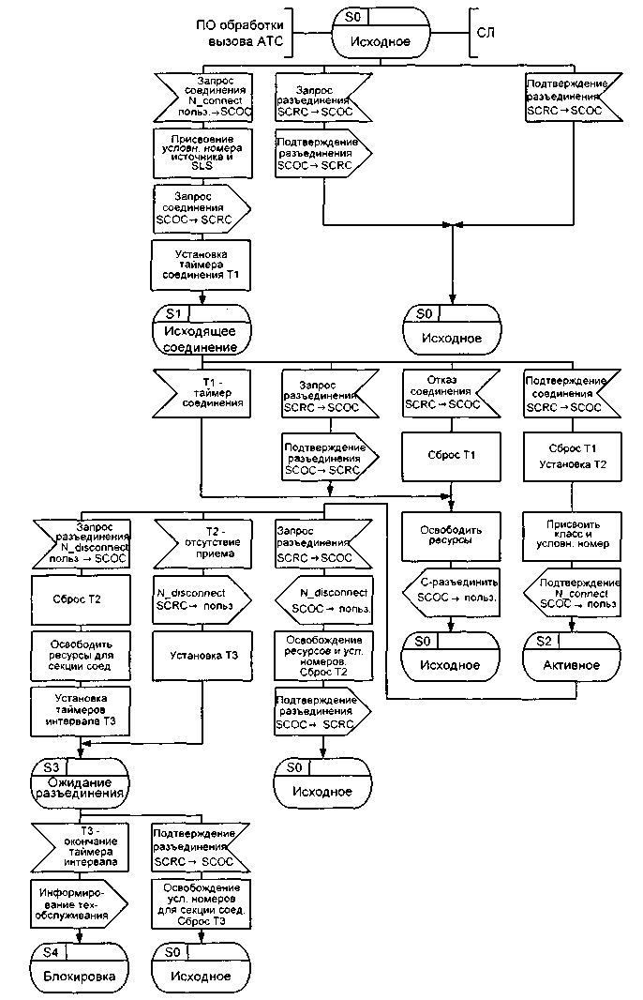 ПО обработки
вызова АТС
S0
Исходное
СЛ
Запрос
соединения
N_connect
польз.→SCOC
Запрос
разъединения
SCRC→SCOC
Подтверждение
разъединения
SCRC→SCOC
Присвоение
условн. номера
источника и
SLS
Подтверждение
разъединения
SCOC→SCRC
Запрос
соединения
SCOC→SCRC
Установка
таймера
соединения T1
S1
Исходящее
соединение
S0
Исходное
T1 -
таймер
соединения
Запрос
разъединения
SCRC→SCOC
Отказ
соединения
SCRC→SCOC
Подтверждение
соединения
SCRC→SCOC
Подтверждение
разъединения
SCOC→SCRC
Сброс T1
Сброс T1
Установка T2
Запрос
разъединения
N_disconnect
польз → SCOC
T2 -
отсутствие
приема
Запрос
разъединения
SCRC→SCOC
Освободить
ресурсы
Присвоить
класс и
условн. номер
Сброс T2
N_disconnect
SCRC→ польз
N_disconnect
SCOC→ польз.
С-разъединить
SCOC→ польз.
Подтверждение
N_connect
SCOC→ польз
Освободить
ресурсы для
секции соед
Установка T3
Освобождение
ресурсов и усл.
номеров.
Сброс T2
S0
Исходное
S2
Активное
Установка
таймеров
интервала T3
Подтверждение
разъединения
SCOC→ SCRC
S3
Ожидание
разъединения
S0
Исходное
T3 -
окончание
таймера
интервала
Подтверждение
разъединения
SCRC→ SCOC
Информиро-
вание тех-
обслуживания
Освобождение
усл. номеров
для секции соед.
Сброс T3
S4
Блокировка
S0
Исходное